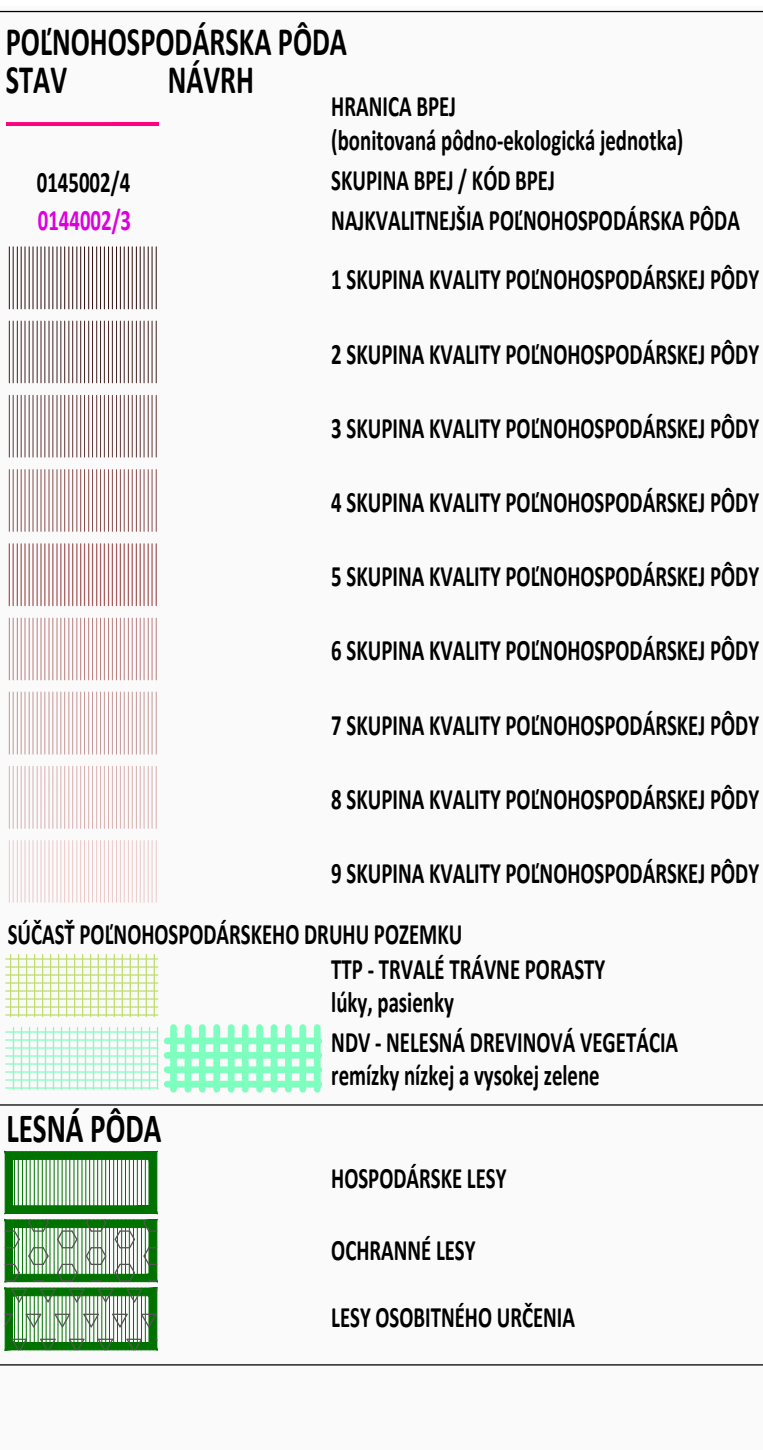 POĽNOHOSPODÁRSKA PÔDA
STAV NÁVRH
HRANICA BPEJ
(bonitovaná pôdno-ekologická jednotka)
0145002/4 SKUPINA BPEJ / KÓD BPEJ
0144002/3 NAJKVALITNEJŠIA POĽNOHOSPODÁRSKA PÔDA
1 SKUPINA KVALITY POĽNOHOSPODÁRSKEJ PÔDY
2 SKUPINA KVALITY POĽNOHOSPODÁRSKEJ PÔDY
3 SKUPINA KVALITY POĽNOHOSPODÁRSKEJ PÔDY
4 SKUPINA KVALITY POĽNOHOSPODÁRSKEJ PÔDY
5 SKUPINA KVALITY POĽNOHOSPODÁRSKEJ PÔDY
6 SKUPINA KVALITY POĽNOHOSPODÁRSKEJ PÔDY
7 SKUPINA KVALITY POĽNOHOSPODÁRSKEJ PÔDY
8 SKUPINA KVALITY POĽNOHOSPODÁRSKEJ PÔDY
9 SKUPINA KVALITY POĽNOHOSPODÁRSKEJ PÔDY
SÚČASŤ POĽNOHOSPODÁRSKEHO DRUHU POZEMKU
TTP - TRVALÉ TRÁVNE PORASTY
lúky, pasienky
NDV - NELESNÁ DREVINOVÁ VEGETÁCIA
remízky nízkej a vysokej zelene
LESNÁ PÔDA
HOSPODÁRSKE LESY
OCHRANNÉ LESY
LESY OSOBITNÉHO URČENIA